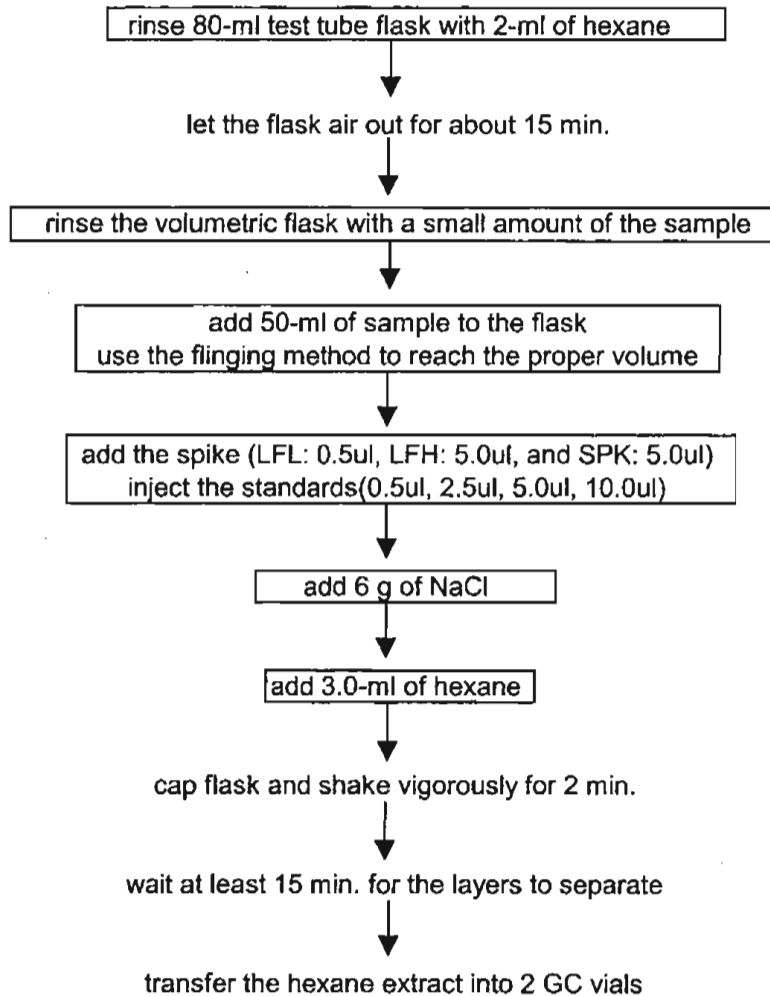 rinse 80-ml test tube flask with 2-ml of hexane
let the flask air out for about 15 min.
rinse the volumetric flask with a small amount of the sample
add 50-ml of sample to the flask
use the flinging method to reach the proper volume
add the spike (LFL: 0.5ul, LFH: 5.0ul, and SPK: 5.0ul)
inject the standards(0.5ul, 2.5ul, 5.0ul, 10.0ul)
add 6 g of NaCl
add 3.0-ml of hexane
cap flask and shake vigorously for 2 min.
wait at least 15 min. for the layers to separate
transfer the hexane extract into 2 GC vials